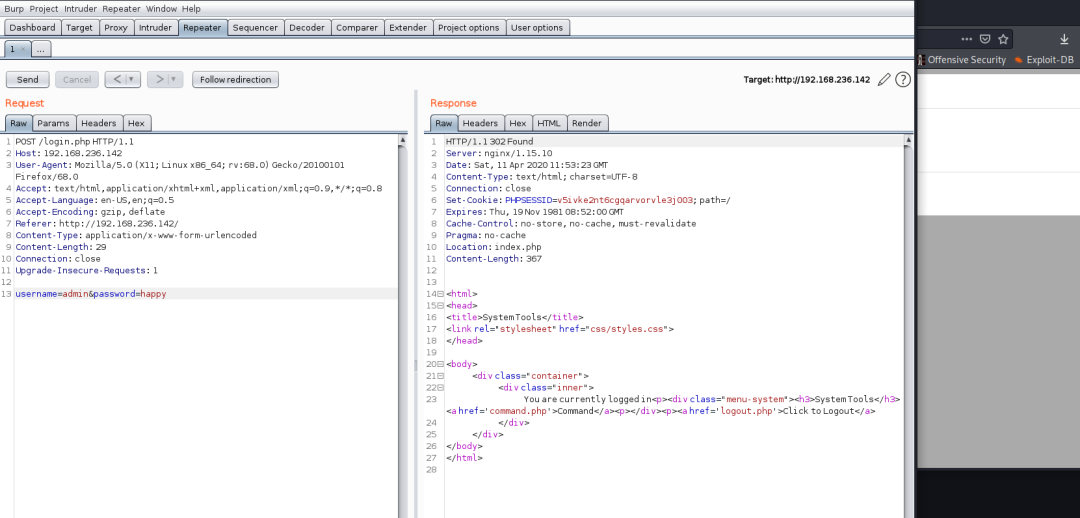 Burp Project Intruder Repeater Window Help
Dashboard Target Proxy Intruder Repeater Sequencer Decoder Comparer Extender Project options User options
1 × ...
Offensive Security Exploit-DB
Send Cancel < > Follow redirection Target: http://192.168.236.142 ?
Request
Raw Params Headers Hex
1 POST /login.php HTTP/1.1
2 Host: 192.168.236.142
3 User-Agent: Mozilla/5.0 (X11; Linux x86_64; rv:68.0) Gecko/20100101
Firefox/68.0
4 Accept: text/html,application/xhtml+xml,application/xml;q=0.9,*/*;q=0.8
5 Accept-Language: en-US,en;q=0.5
6 Accept-Encoding: gzip, deflate
7 Referer: http://192.168.236.142/
8 Content-Type: application/x-www-form-urlencoded
9 Content-Length: 29
10 Connection: close
11 Upgrade-Insecure-Requests: 1
12
13 username=admin&password=happy
Response
Raw Headers Hex HTML Render
1 HTTP/1.1 302 Found
2 Server: nginx/1.15.10
3 Date: Sat, 11 Apr 2020 11:53:23 GMT
4 Content-Type: text/html; charset=UTF-8
5 Connection: close
6 Set-Cookie: PHPSESSID=v5ivke2nt6cgqarvorvle3j003; path=/
7 Expires: Thu, 19 Nov 1981 08:52:00 GMT
8 Cache-Control: no-store, no-cache, must-revalidate
9 Pragma: no-cache
10 Location: index.php
11 Content-Length: 367
12
13
14 <html>
15 <head>
16 <title>System Tools</title>
17 <link rel="stylesheet" href="css/styles.css">
18 </head>
19
20 <body>
21 <div class="container">
22 <div class="inner">
23 You are currently logged in<p><div class="menu-system"><h3>System Tools</h3>
<a href='command.php'>Command</a><p></div><p><a href='logout.php'>Click to Logout</a>
24 </div>
25 </div>
26 </body>
27 </html>
28